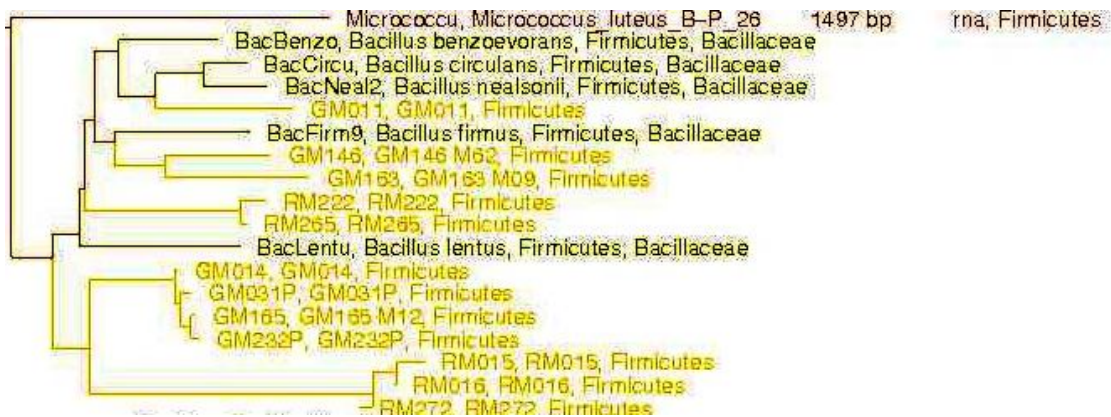 Micrococcu, Micrococcus_luteus_B-P_26 1497 bp rna, Firmicutes
BacBenzo, Bacillus benzoevorans, Firmicutes, Bacillaceae
BacCircu, Bacillus circulans, Firmicutes, Bacillaceae
BacNeal2, Bacillus nealsonii, Firmicutes, Bacillaceae
GM011, GM011, Firmicutes
BacFirm9, Bacillus firmus, Firmicutes, Bacillaceae
GM146, GM146 M62, Firmicutes
GM163, GM163 M09, Firmicutes
RM222, RM222, Firmicutes
RM265, RM265, Firmicutes
BacLentu, Bacillus lentus, Firmicutes, Bacillaceae
GM014, GM014, Firmicutes
GM031P, GM031P, Firmicutes
GM165, GM165 M12, Firmicutes
GM232P, GM232P, Firmicutes
RM015, RM015, Firmicutes
RM016, RM016, Firmicutes
RM272, RM272, Firmicutes